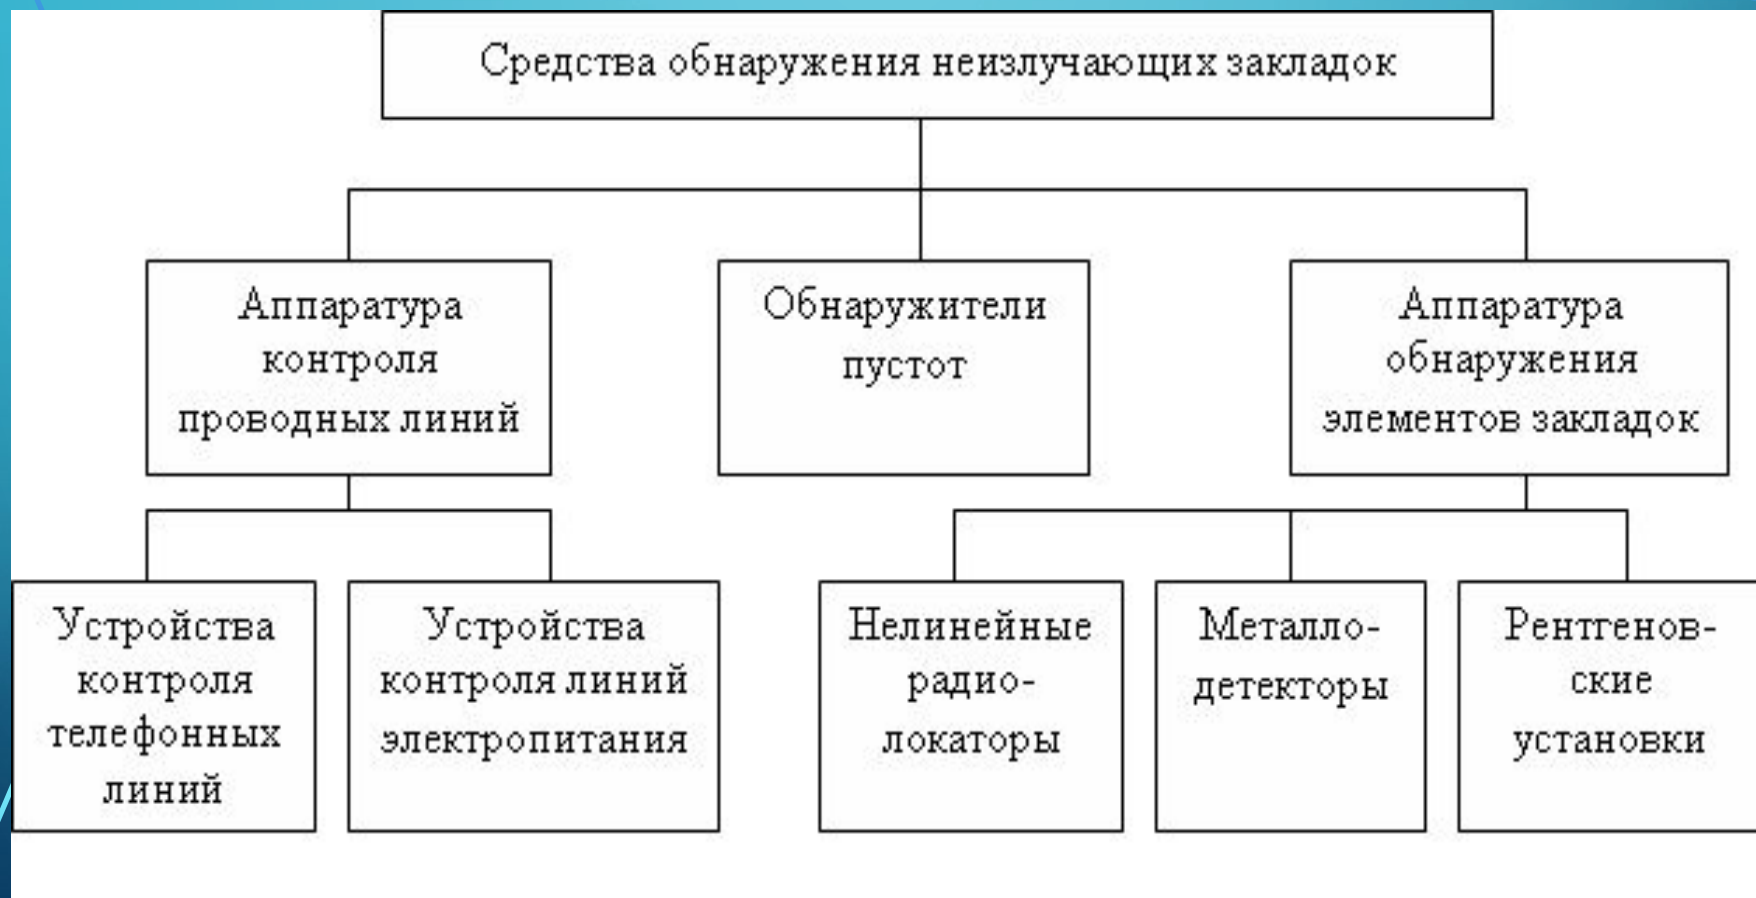 Средства обнаружения неизлучающих закладок
Аппаратура
контроля
проводных линий
Обнаружители
пустот
Аппаратура
обнаружения
элементов закладок
Устройства
контроля
телефонных
линий
Устройства
контроля линий
электропитания
Нелинейные
радио-
локаторы
Металло-
детекторы
Рентгенов-
ские
установки